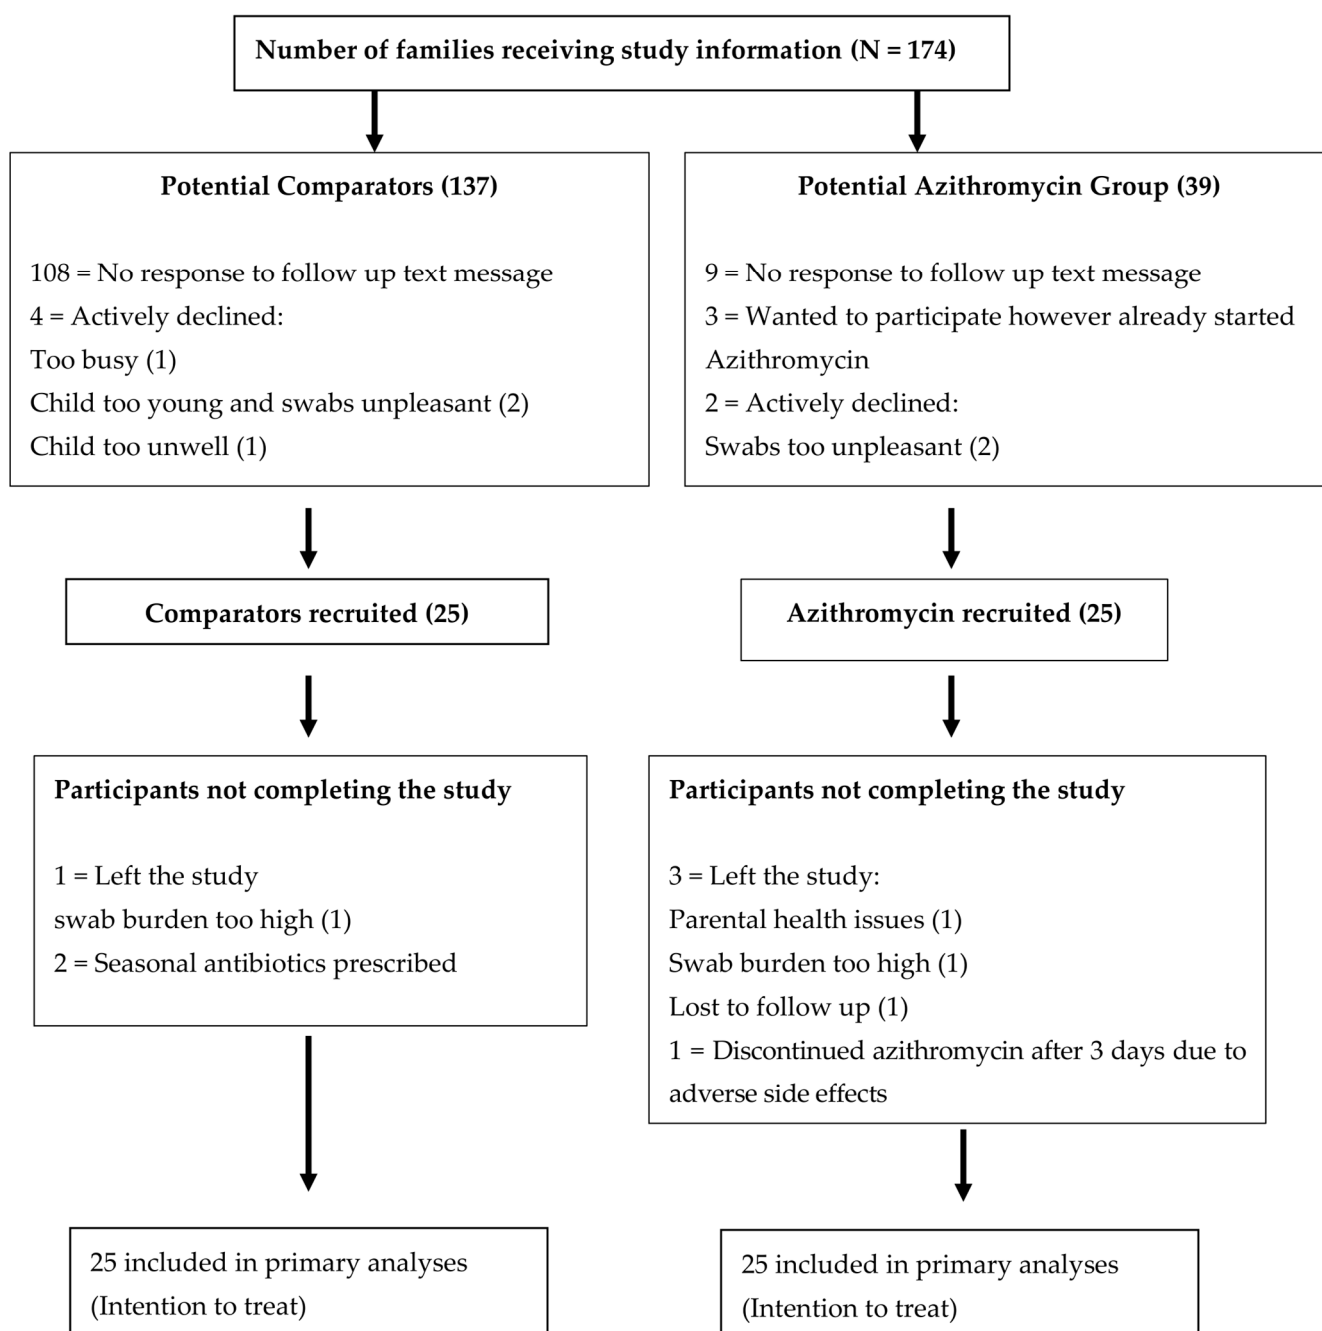 Number of families receiving study information (N = 174)
Potential Comparators (137)
108 = No response to follow up text message
4 = Actively declined:
Too busy (1)
Child too young and swabs unpleasant (2)
Child too unwell (1)
Potential Azithromycin Group (39)
9 = No response to follow up text message
3 = Wanted to participate however already started
Azithromycin
2 = Actively declined:
Swabs too unpleasant (2)
Comparators recruited (25)
Azithromycin recruited (25)
Participants not completing the study
1 = Left the study
swab burden too high (1)
2 = Seasonal antibiotics prescribed
Participants not completing the study
3 = Left the study:
Parental health issues (1)
Swab burden too high (1)
Lost to follow up (1)
1 = Discontinued azithromycin after 3 days due to
adverse side effects
25 included in primary analyses
(Intention to treat)
25 included in primary analyses
(Intention to treat)